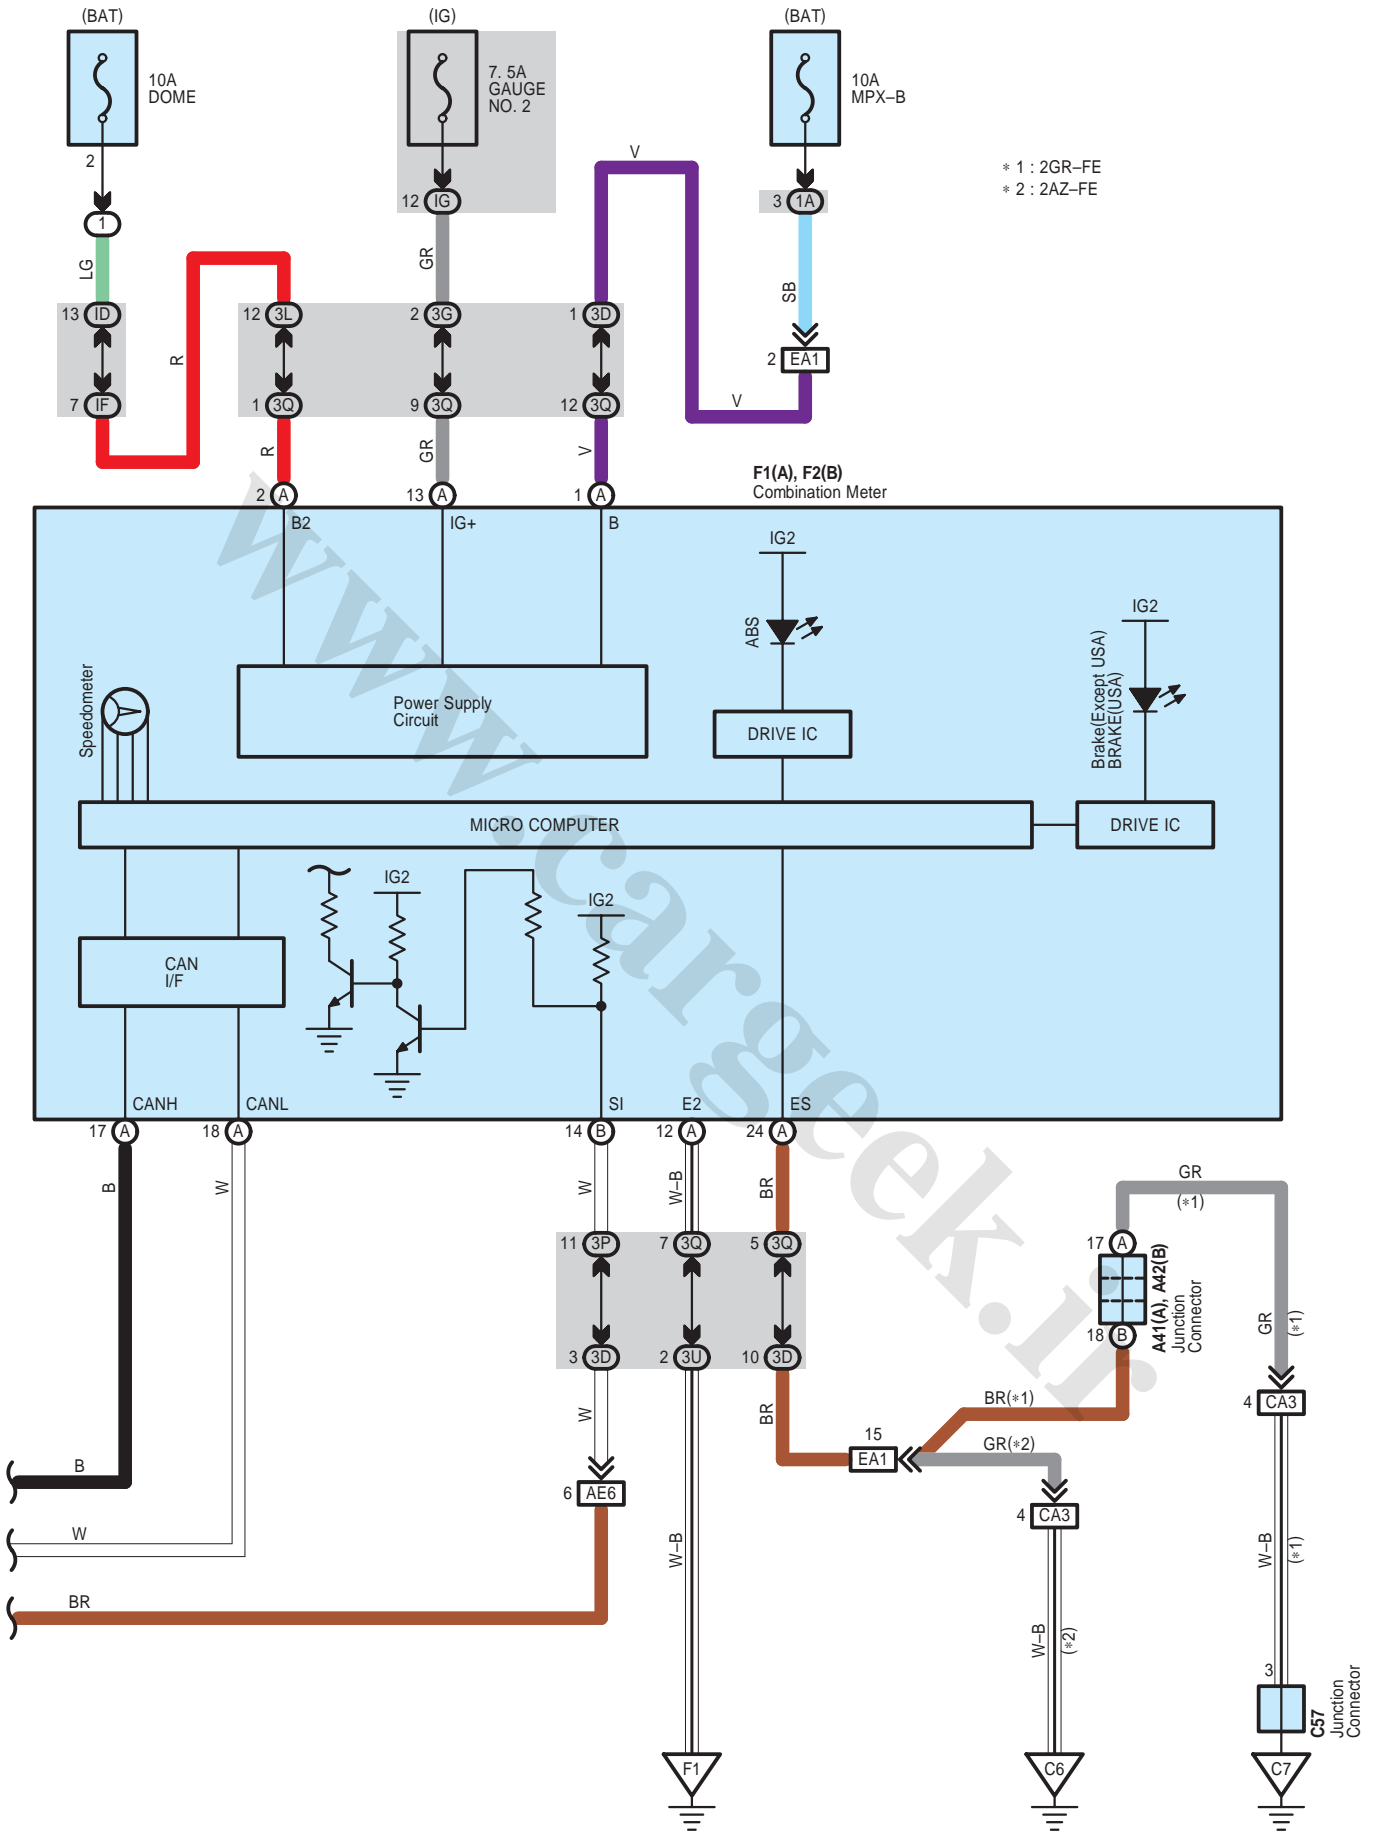 (BAT)
(IG)
(BAT)
10A
DOME
7. 5A
GAUGE
NO. 2
10A
MPX–B
∗ 1 : 2GR–FE
∗ 2 : 2AZ–FE
2
1
12 IG
V
3 1A
LG
GR
SB
R
13 ID
12 3L
2 3G
1 3D
2 EA1
7 IF
1 3Q
9 3Q
12 3Q
V
R
GR
V
F1(A), F2(B)
Combination Meter
2 A
13 A
1 A
B2
IG+
B
IG2
ABS
IG2
Brake(Except USA)
BRAKE(USA)
Speedometer
Power Supply
Circuit
DRIVE IC
MICRO COMPUTER
DRIVE IC
IG2
IG2
CAN
I/F
CANH
CANL
SI
E2
ES
17 A
18 A
14 B
12 A
24 A
B
W
W
W–B
BR
GR
(∗1)
11 3P
7 3Q
5 3Q
17 A
A41(A), A42(B)
Junction
Connector
18 B
GR
(∗1)
3 3D
2 3U
10 3D
W
BR
BR(∗1)
4 CA3
15
EA1
GR(∗2)
B
6 AE6
4 CA3
W
W–B
W–B
(∗1)
BR
W–B
(∗2)
3
C57
Junction
Connector
F1
C6
C7
www.cargeek.ir